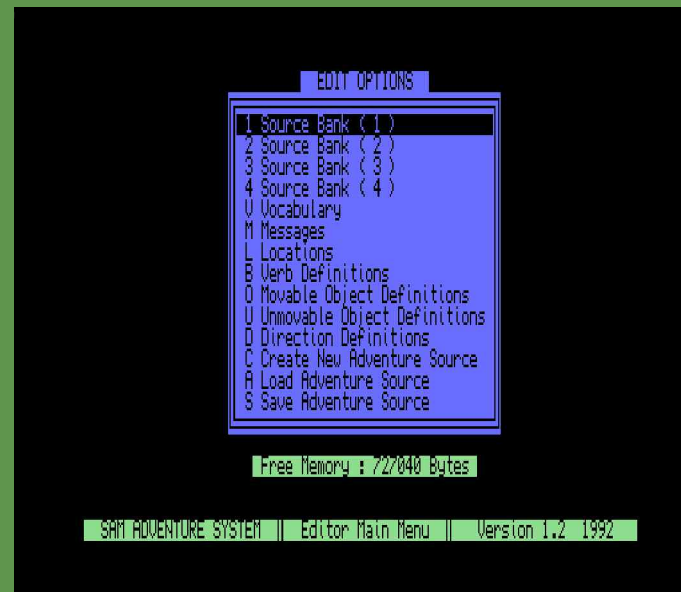 EDIT OPTIONS
1 Source Bank ( 1 )
2 Source Bank ( 2 )
3 Source Bank ( 3 )
4 Source Bank ( 4 )
V Vocabulary
M Messages
L Locations
B Verb Definitions
O Movable Object Definitions
U Unmovable Object Definitions
D Direction Definitions
C Create New Adventure Source
A Load Adventure Source
S Save Adventure Source
Free Memory : 727040 Bytes
SAM ADVENTURE SYSTEM || Editor Main Menu || Version 1.2 1992